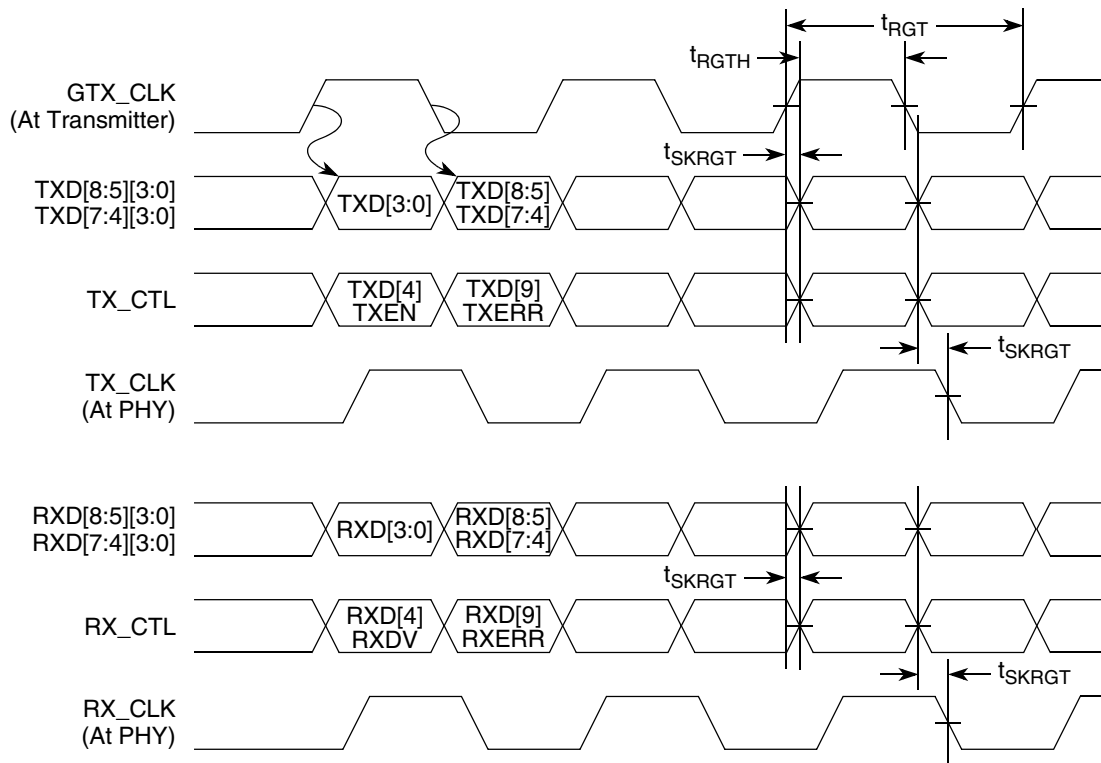 tRGT
tRGTH
GTX_CLK
(At Transmitter)
tSKRGT
TXD[8:5][3:0]
TXD[7:4][3:0]
TXD[3:0]
TXD[8:5]
TXD[7:4]
TX_CTL
TXD[4]
TXEN
TXD[9]
TXERR
tSKRGT
TX_CLK
(At PHY)
RXD[8:5][3:0]
RXD[7:4][3:0]
RXD[3:0]
RXD[8:5]
RXD[7:4]
tSKRGT
RX_CTL
RXD[4]
RXDV
RXD[9]
RXERR
tSKRGT
RX_CLK
(At PHY)